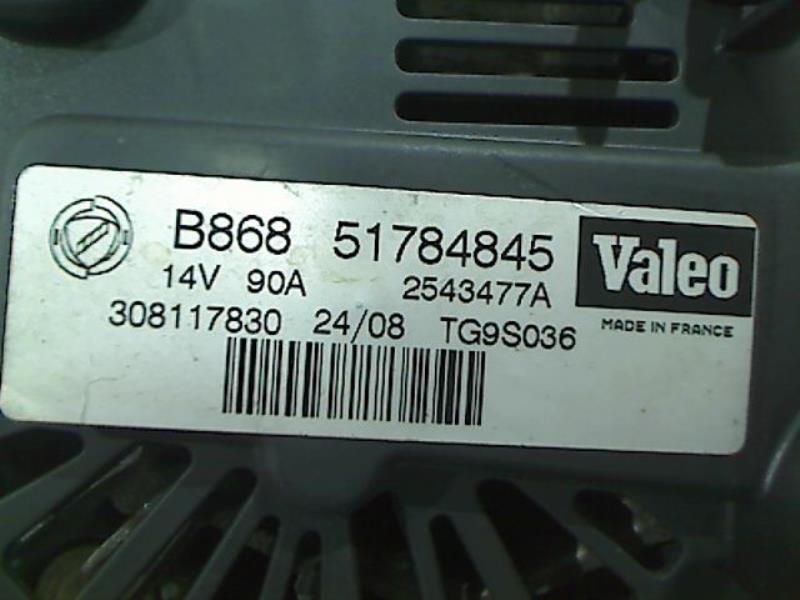 B868 51784845
14V 90A 2543477A
308117830 24/08 TG9S036
Valeo
MADE IN FRANCE